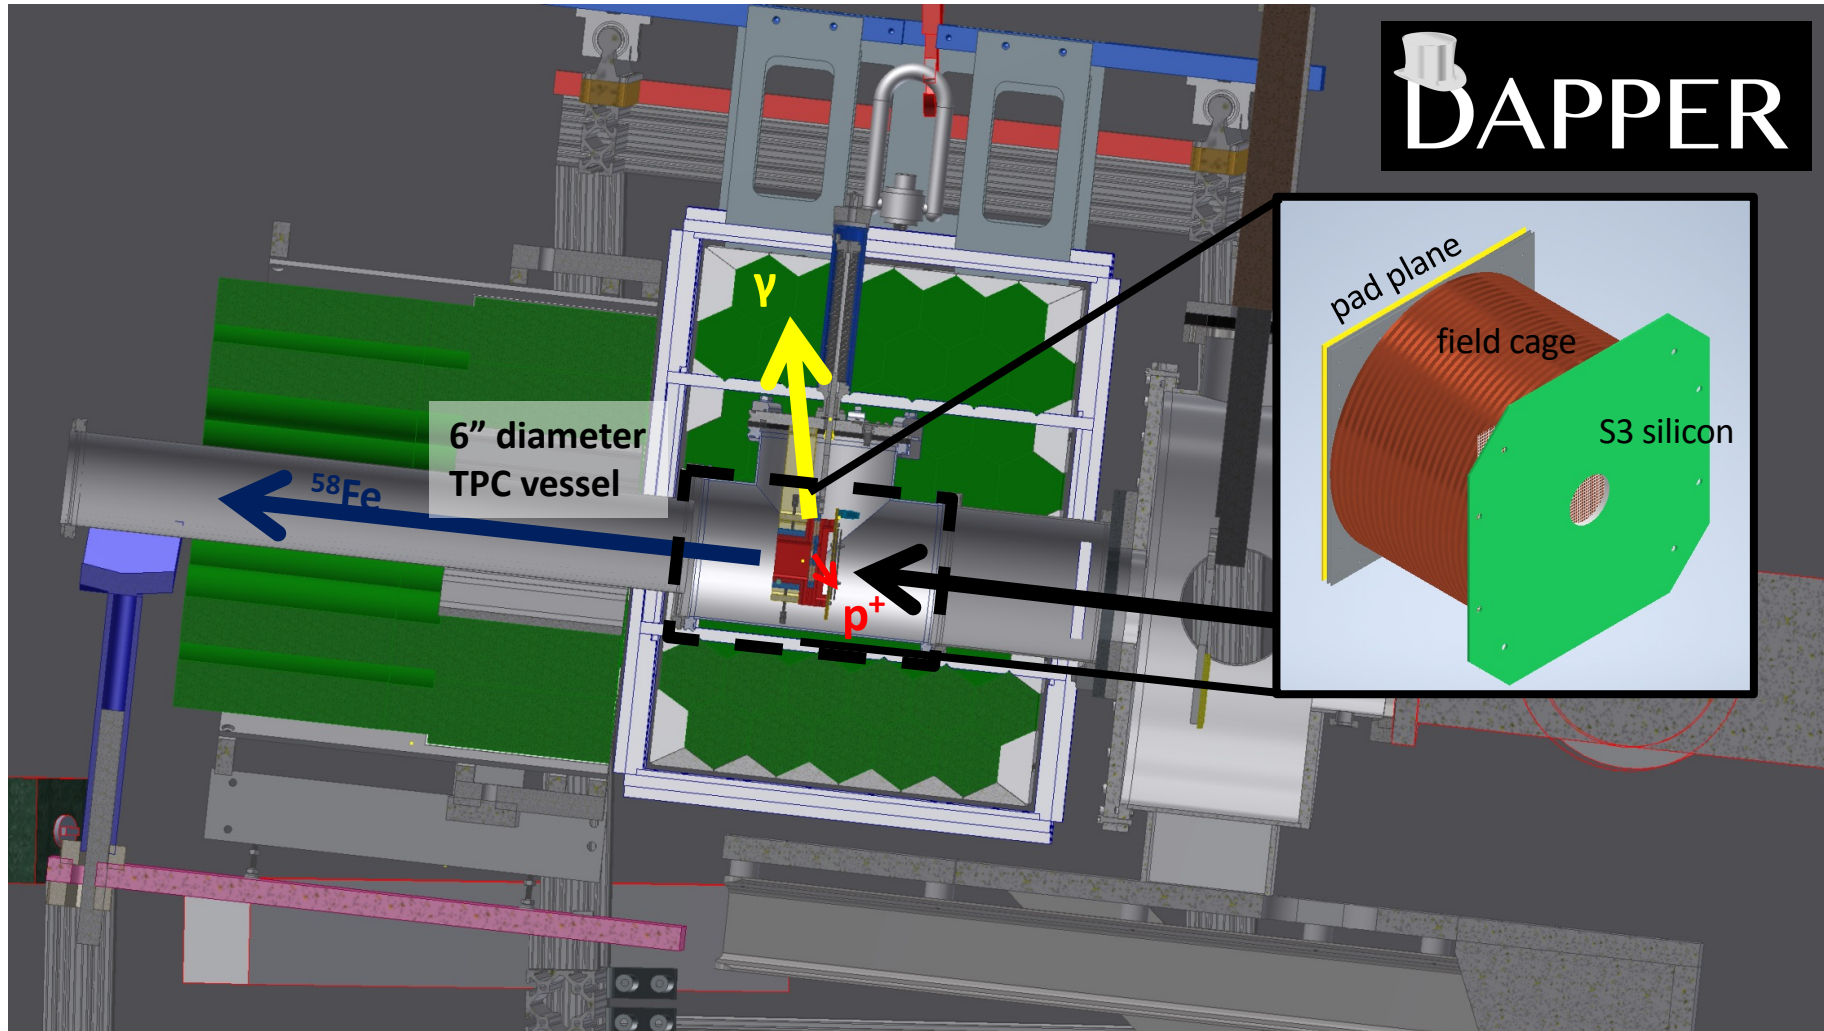 DAPPER
pad plane
field cage
S3 silicon
γ
6” diameter
TPC vessel
⁵⁸Fe
p⁺